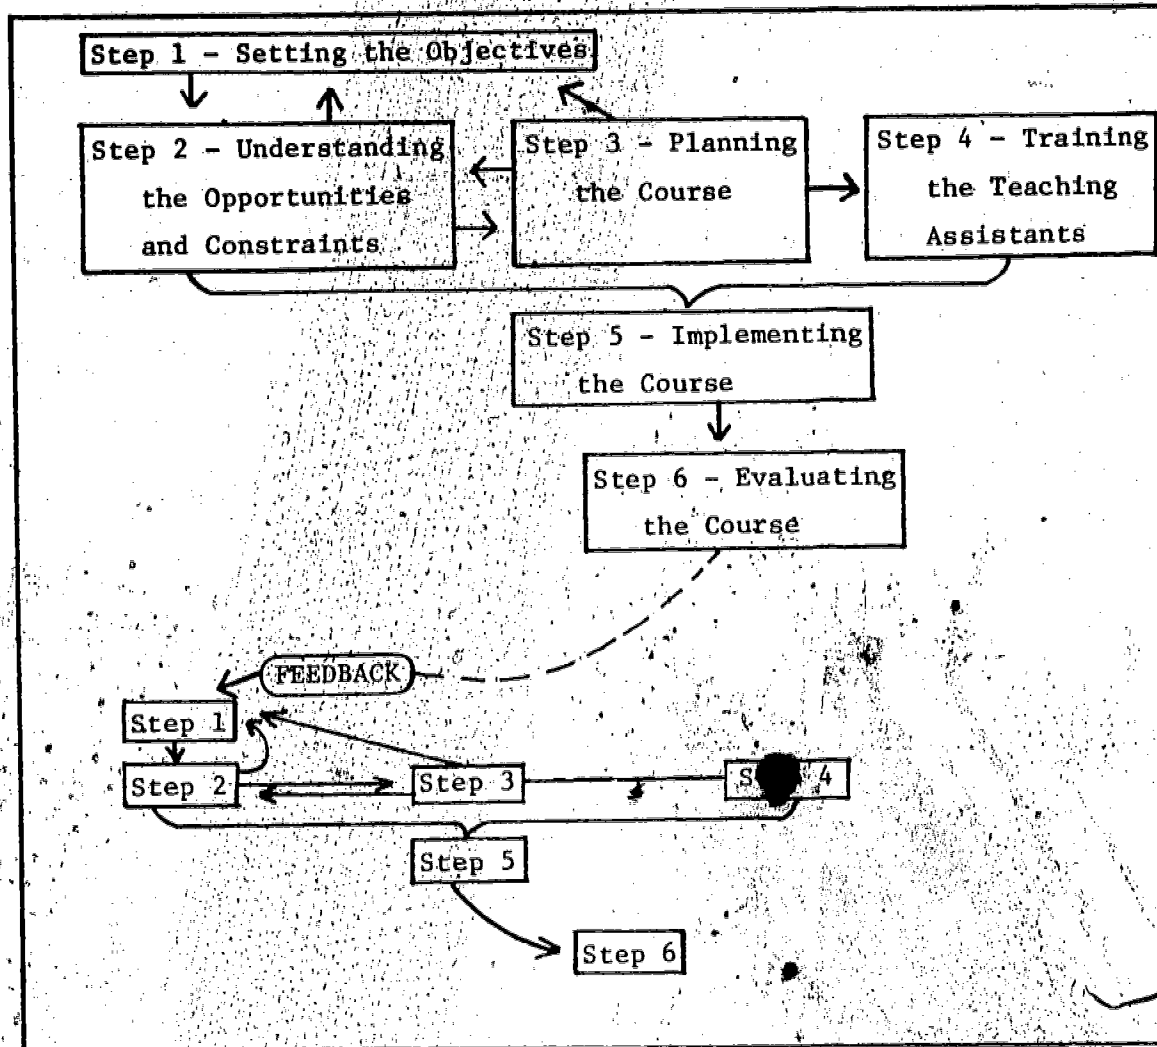 Step 1 - Setting the Objectives
Step 2 - Understanding
the Opportunities
and Constraints
Step 3 - Planning
the Course
Step 4 - Training
the Teaching
Assistants
Step 5 - Implementing
the Course
Step 6 - Evaluating
the Course
FEEDBACK
Step 1
Step 2
Step 3
4
Step 5
Step 6